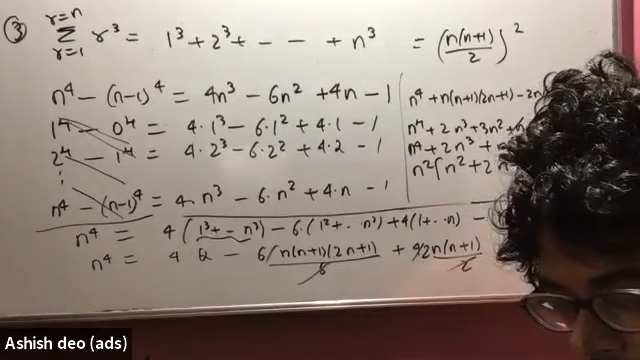 ③ r=n Σ r=1 r³ = 1³ + 2³ + - - - + n³ = (n(n+1)/2)²
n⁴ - (n-1)⁴ = 4n³ - 6n² + 4n - 1
1⁴ - 0⁴ = 4·1³ - 6·1² + 4·1 - 1
2⁴ - 1⁴ = 4·2³ - 6·2² + 4·2 - 1
⋮
n⁴ - (n-1)⁴ = 4·n³ - 6·n² + 4·n - 1
n⁴ = 4(1³ + - n³) - 6·(1² + ·· n²) + 4(1 + ·· n) -
n⁴ = 4 - 6(n(n+1)(2n+1)/6 + 42n(n+1)/2
n⁴ + n(n+1)(2n+1) - 2n
n⁴ + 2n³ + 3n² +
n⁴ + 2n³ +
n²(n² + 2
Ashish deo (ads)